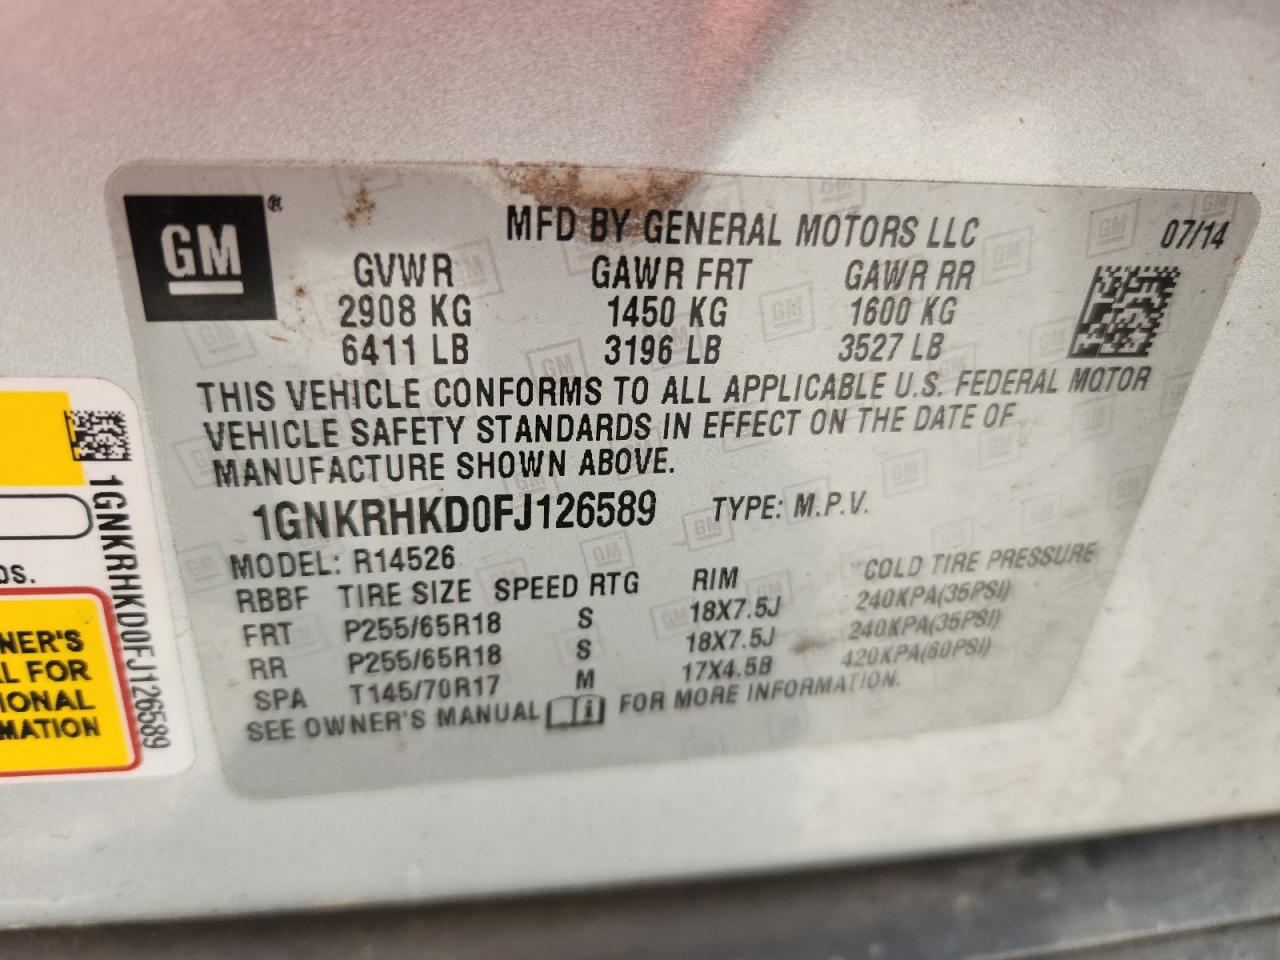 GM
MFD BY GENERAL MOTORS LLC 07/14
GVWR GAWR FRT GAWR RR
2908 KG 1450 KG 1600 KG
6411 LB 3196 LB 3527 LB
THIS VEHICLE CONFORMS TO ALL APPLICABLE U.S. FEDERAL MOTOR
VEHICLE SAFETY STANDARDS IN EFFECT ON THE DATE OF
MANUFACTURE SHOWN ABOVE.
1GNKRHKD0FJ126589 TYPE: M.P.V.
MODEL: R14526
RBBF TIRE SIZE SPEED RTG RIM COLD TIRE PRESSURE
FRT P255/65R18 S 18X7.5J 240KPA(35PSI)
RR P255/65R18 S 18X7.5J 240KPA(35PSI)
SPA T145/70R17 M 17X4.5B 420KPA(60PSI)
SEE OWNER'S MANUAL i FOR MORE INFORMATION.
1GNKRHKD0FJ126589
OS.
NER'S
L FOR
IONAL
MATION